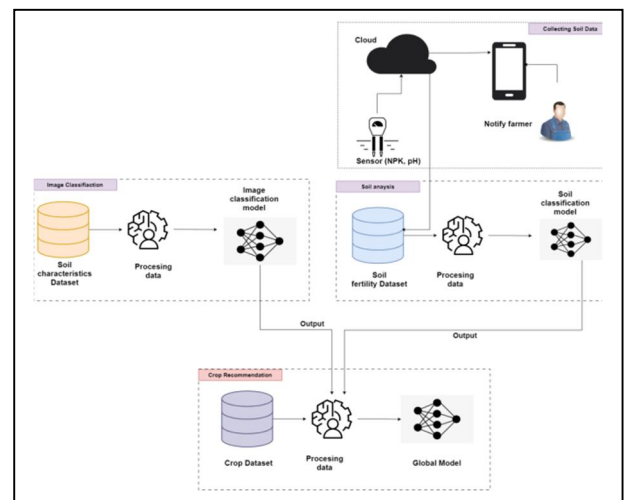 Collecting Soil Data
Cloud
Notify farmer
Sensor (NPK, pH)
Image Classifiaction
Image
classification
model
Soil
characteristics
Dataset
Procesing
data
Soil anaysis
Soil
classification
model
Soil
fertility Dataset
Procesing
data
Output
Output
Crop Recommendation
Crop Dataset
Procesing
data
Global Model